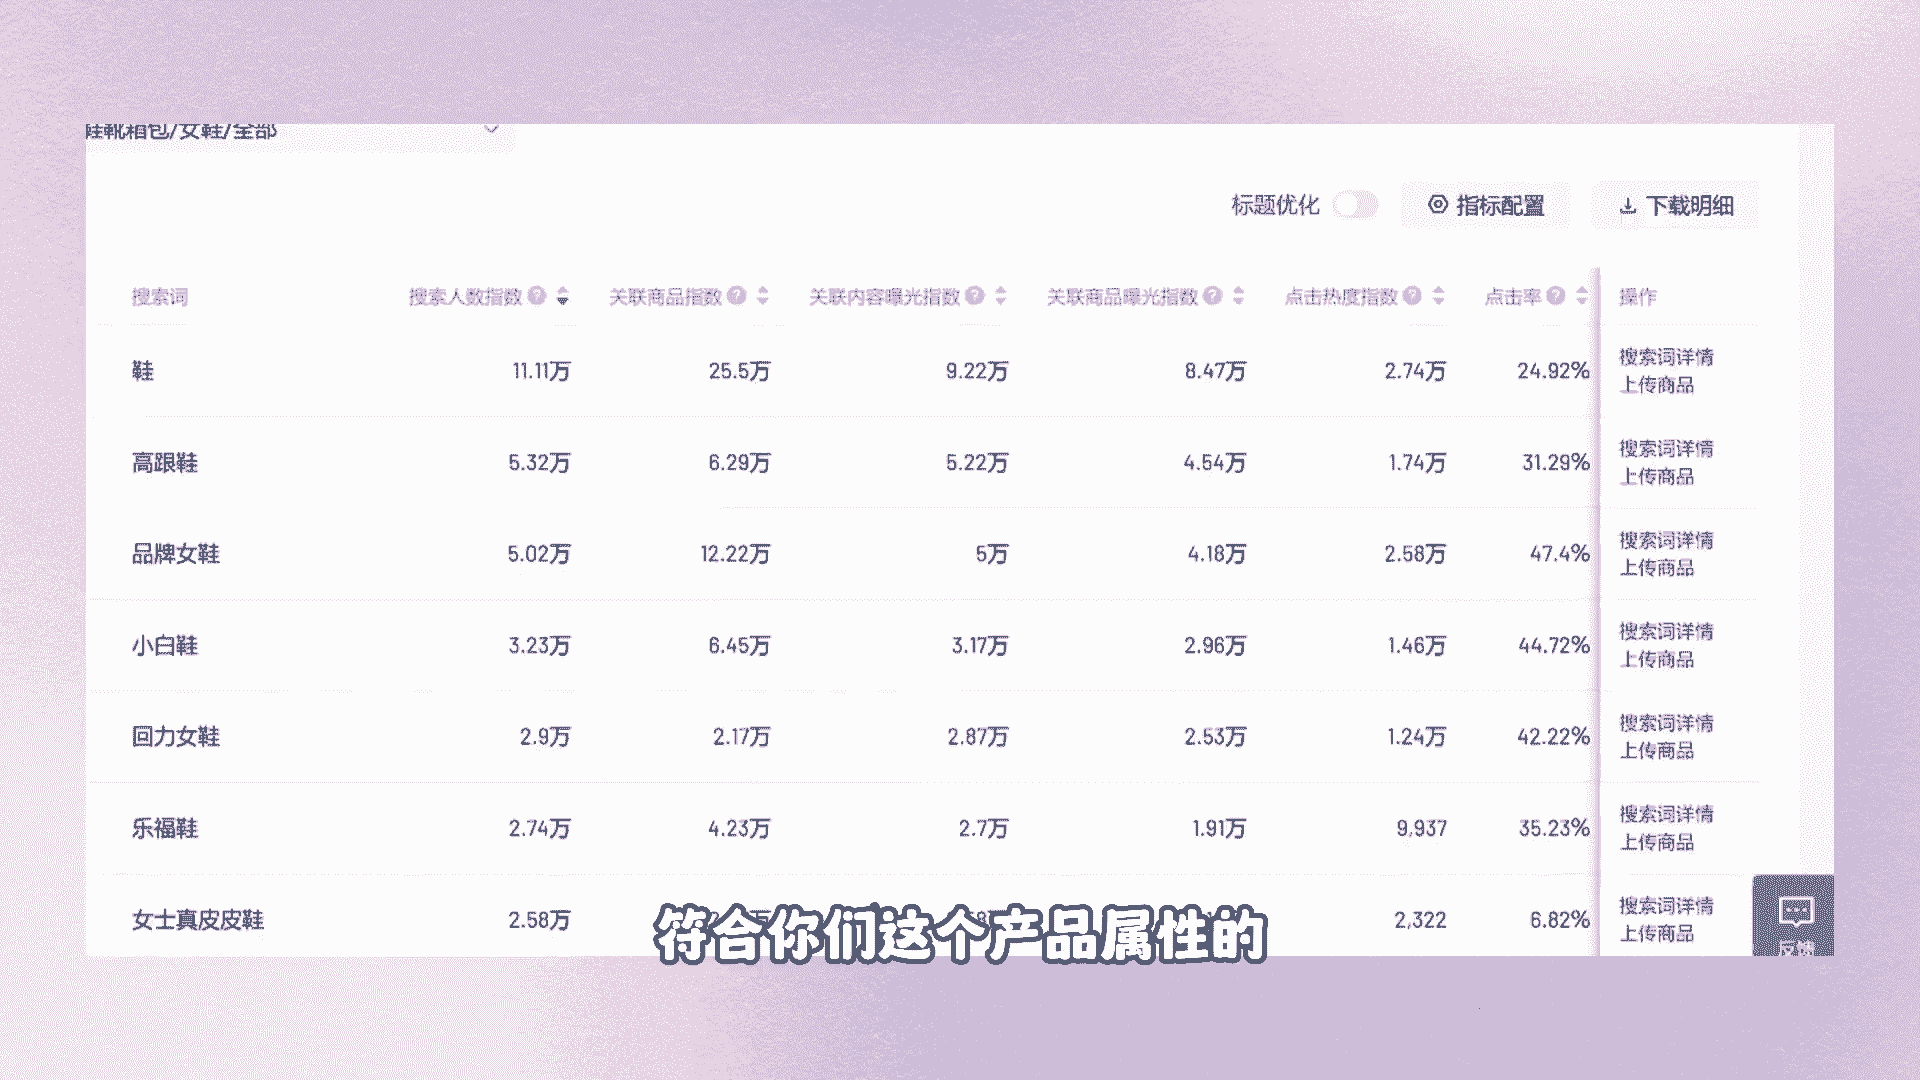 鞋靴箱包/女鞋/全部
标题优化 指标配置 下载明细
搜索词 搜索人数指数 关联商品指数 关联内容曝光指数 关联商品曝光指数 点击热度指数 点击率 操作
鞋 11.11万 25.5万 9.22万 8.47万 2.74万 24.92% 搜索词详情
上传商品
高跟鞋 5.32万 6.29万 5.22万 4.54万 1.74万 31.29% 搜索词详情
上传商品
品牌女鞋 5.02万 12.22万 5万 4.18万 2.58万 47.4% 搜索词详情
上传商品
小白鞋 3.23万 6.45万 3.17万 2.96万 1.46万 44.72% 搜索词详情
上传商品
回力女鞋 2.9万 2.17万 2.87万 2.53万 1.24万 42.22% 搜索词详情
上传商品
乐福鞋 2.74万 4.23万 2.7万 1.91万 9,937 35.23% 搜索词详情
上传商品
女士真皮皮鞋 2.58万 2,322 6.82% 搜索词详情
上传商品
符合你们这个产品属性的